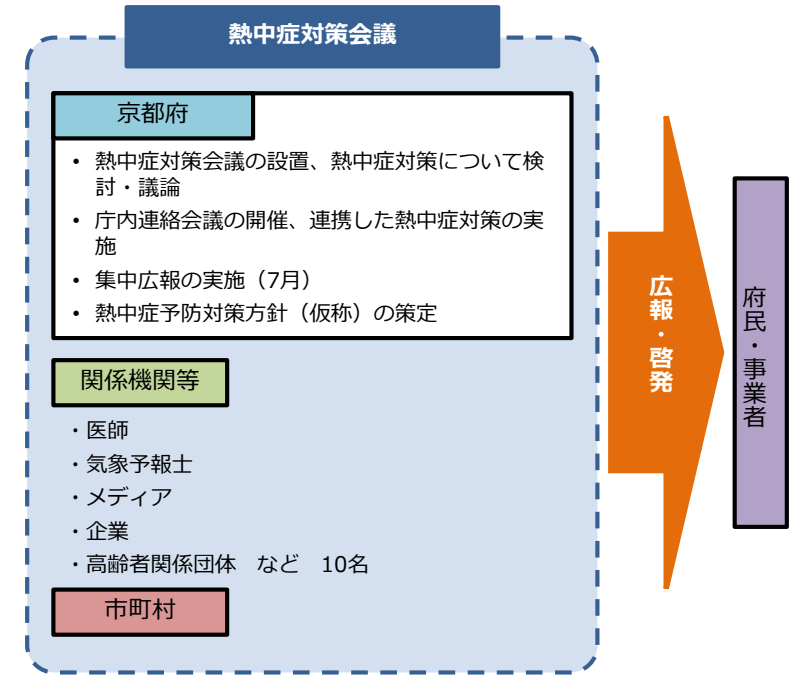 熱中症対策会議
京都府
• 熱中症対策会議の設置、熱中症対策について検
討・議論
• 庁内連絡会議の開催、連携した熱中症対策の実
施
• 集中広報の実施（7月）
• 熱中症予防対策方針（仮称）の策定
関係機関等
・医師
・気象予報士
・メディア
・企業
・高齢者関係団体　など　10名
市町村
広報・啓発
府民・事業者